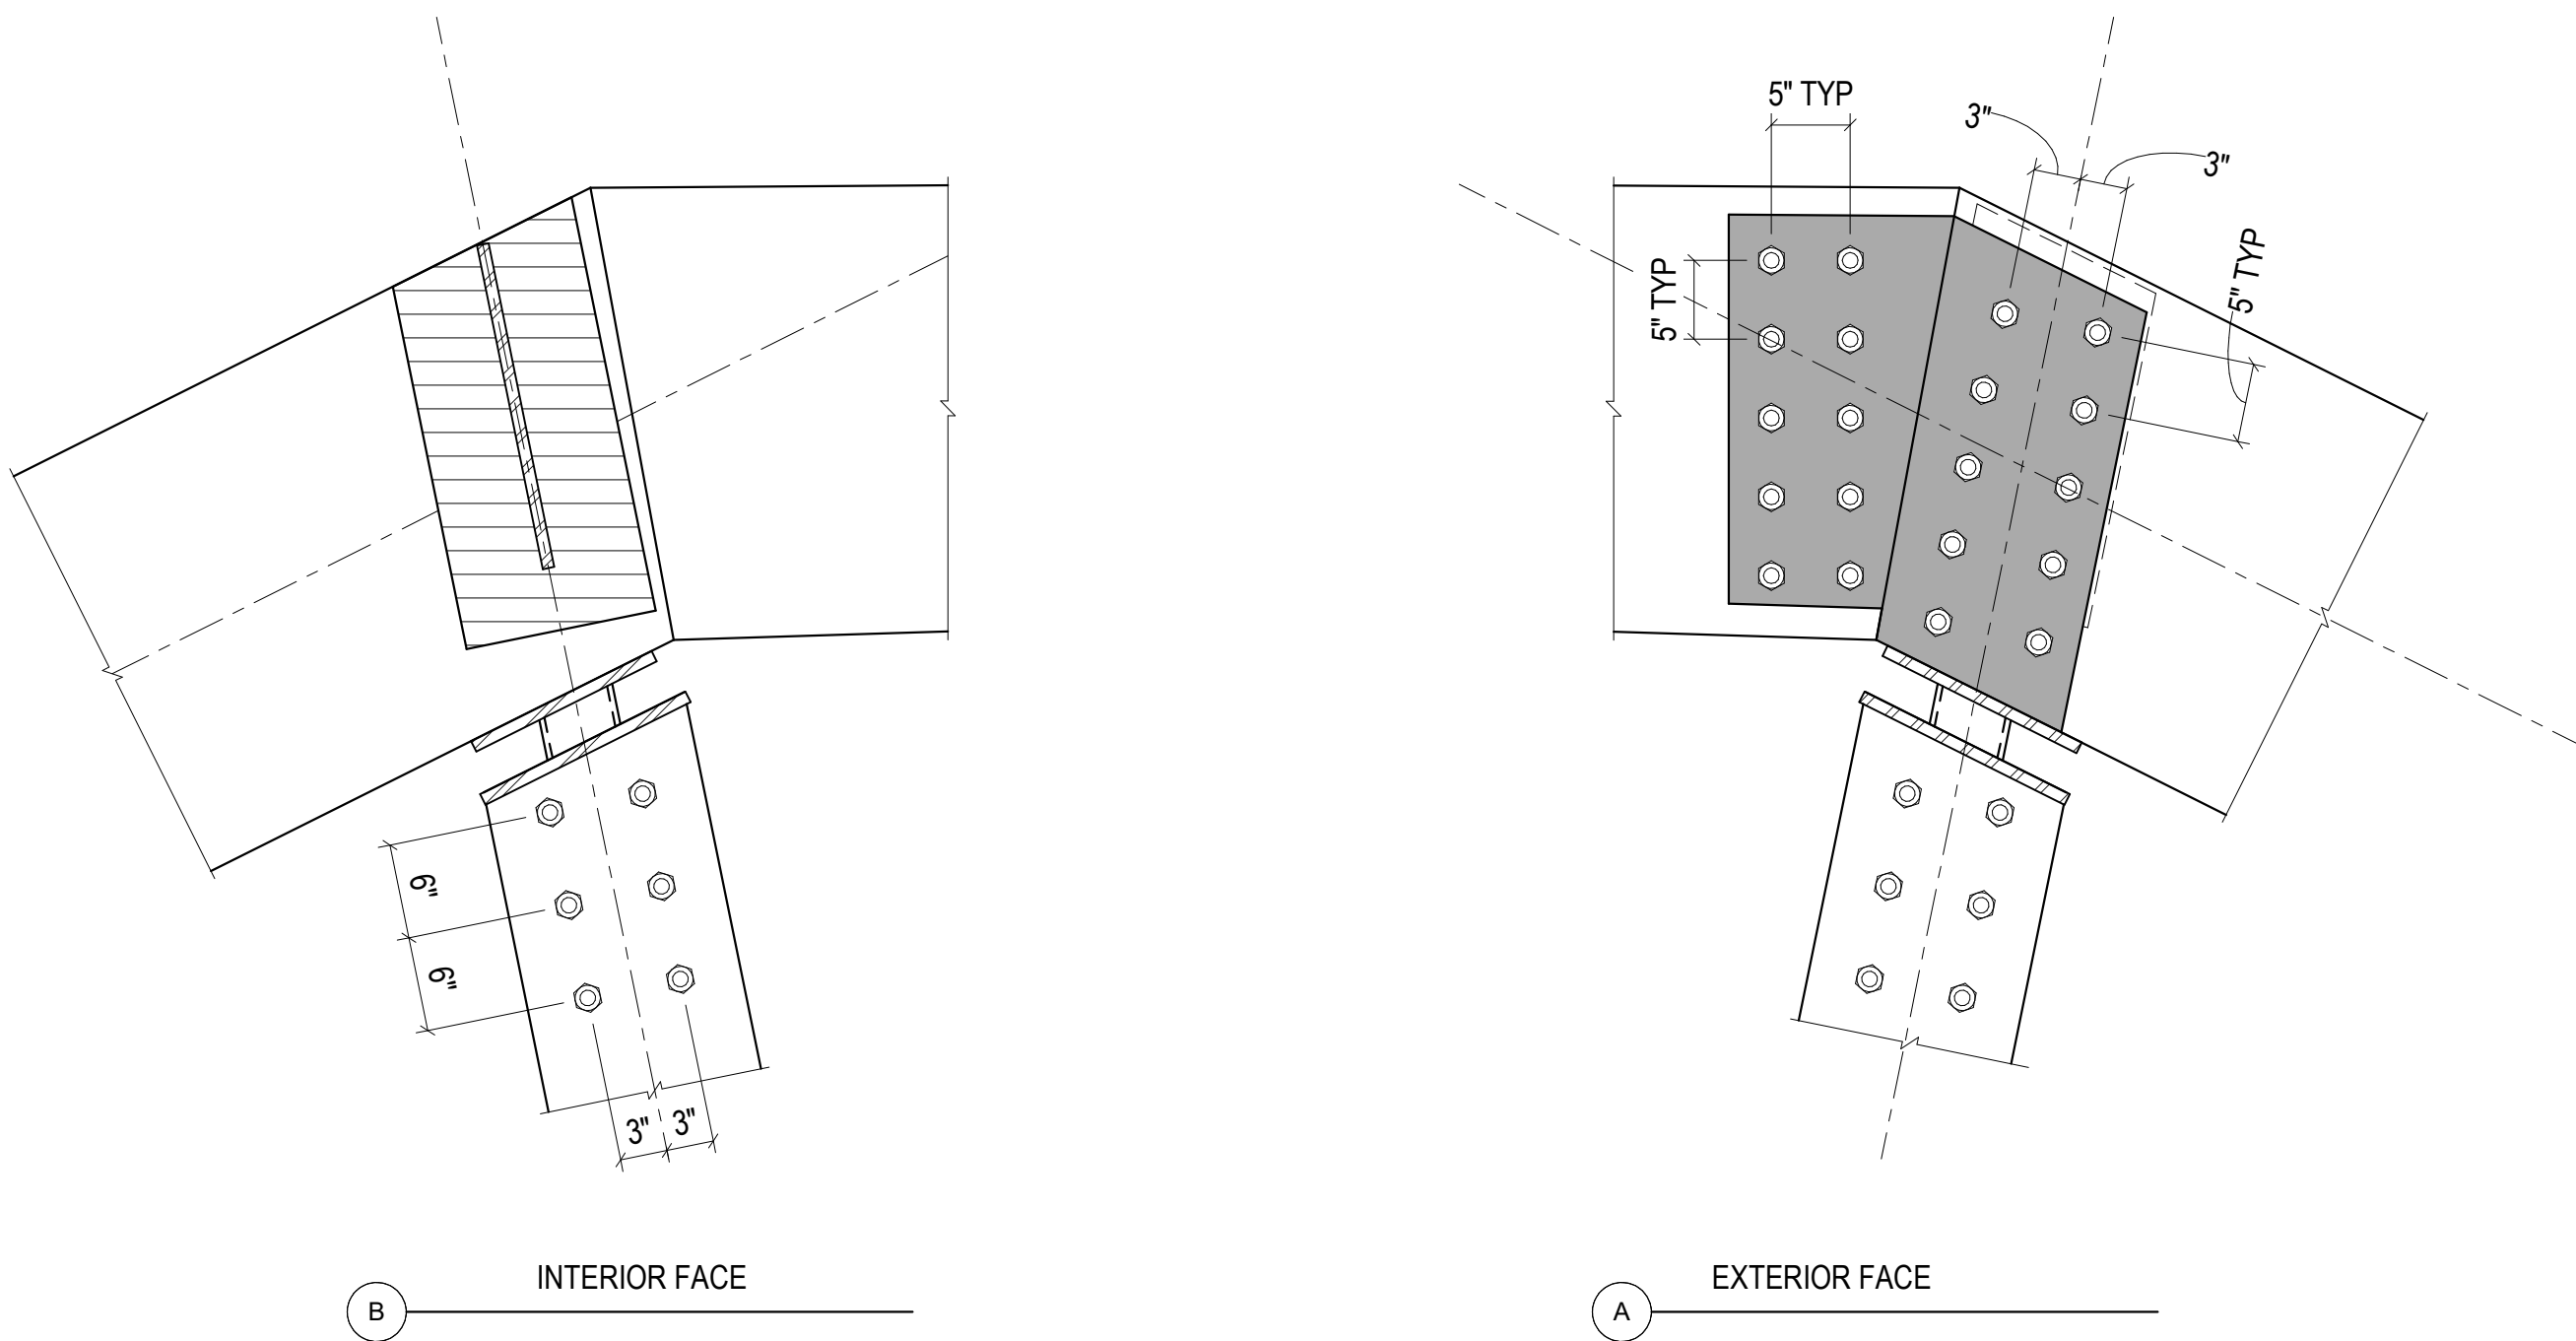 5" TYP
3"
3"
5" TYP
5" TYP
6"
6"
3"
3"
INTERIOR FACE
B
EXTERIOR FACE
A